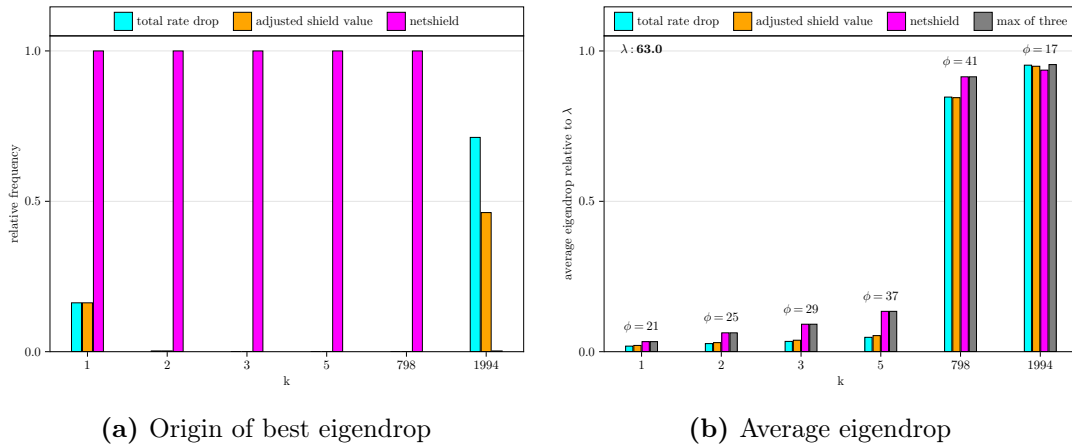 total rate drop adjusted shield value netshield
1.0
0.5
0.0
relative frequency
1 2 3 5 798 1994
k
(a) Origin of best eigendrop
total rate drop adjusted shield value netshield max of three
λ : 63.0
ϕ = 21
ϕ = 25
ϕ = 29
ϕ = 37
ϕ = 41
ϕ = 17
1.0
0.5
0.0
average eigendrop relative to λ
1 2 3 5 798 1994
k
(b) Average eigendrop